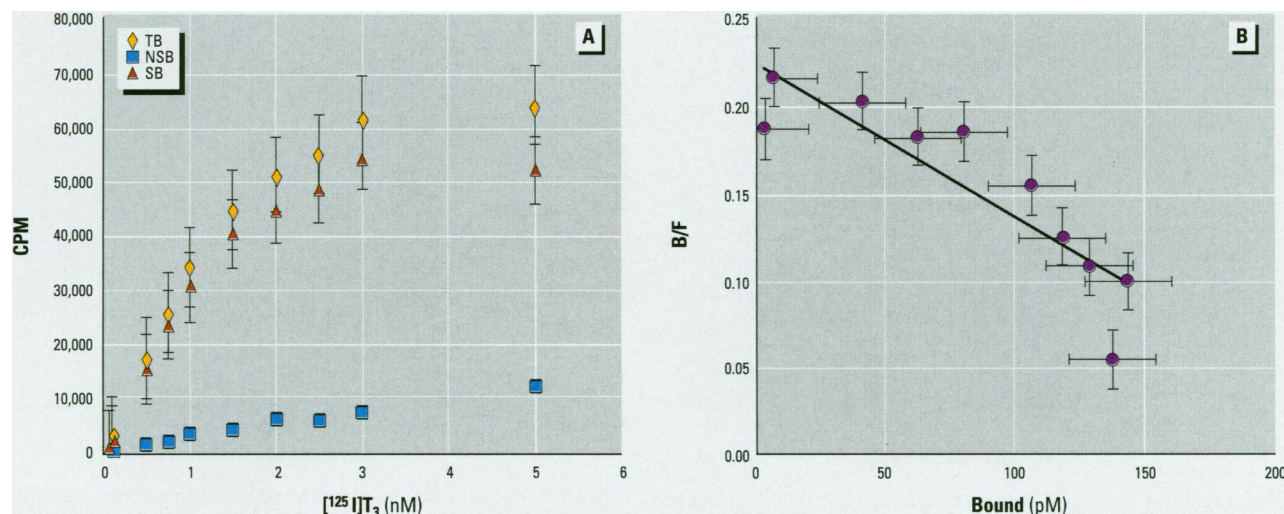 A
TB
NSB
SB
80,000
70,000
60,000
50,000
40,000
30,000
20,000
10,000
0
CPM
0 1 2 3 4 5 6
[¹²⁵I]T₃ (nM)
B
0.25
0.20
0.15
0.10
0.05
0.00
B/F
0 50 100 150 200
Bound (pM)